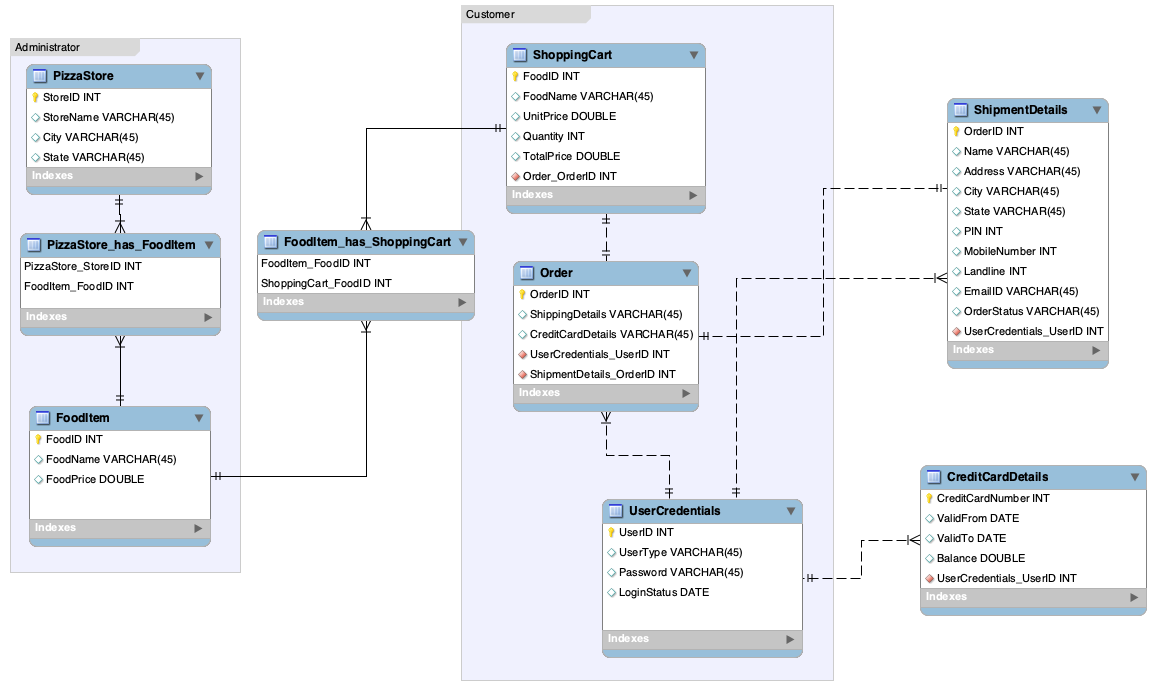 Administrator
PizzaStore
StoreID INT
StoreName VARCHAR(45)
City VARCHAR(45)
State VARCHAR(45)
Indexes
PizzaStore_has_FoodItem
PizzaStore_StoreID INT
FoodItem_FoodID INT
Indexes
FoodItem
FoodID INT
FoodName VARCHAR(45)
FoodPrice DOUBLE
Indexes
FoodItem_has_ShoppingCart
FoodItem_FoodID INT
ShoppingCart_FoodID INT
Indexes
Customer
ShoppingCart
FoodID INT
FoodName VARCHAR(45)
UnitPrice DOUBLE
Quantity INT
TotalPrice DOUBLE
Order_OrderID INT
Indexes
Order
OrderID INT
ShippingDetails VARCHAR(45)
CreditCardDetails VARCHAR(45)
UserCredentials_UserID INT
ShipmentDetails_OrderID INT
Indexes
UserCredentials
UserID INT
UserType VARCHAR(45)
Password VARCHAR(45)
LoginStatus DATE
Indexes
ShipmentDetails
OrderID INT
Name VARCHAR(45)
Address VARCHAR(45)
City VARCHAR(45)
State VARCHAR(45)
PIN INT
MobileNumber INT
Landline INT
EmailID VARCHAR(45)
OrderStatus VARCHAR(45)
UserCredentials_UserID INT
Indexes
CreditCardDetails
CreditCardNumber INT
ValidFrom DATE
ValidTo DATE
Balance DOUBLE
UserCredentials_UserID INT
Indexes